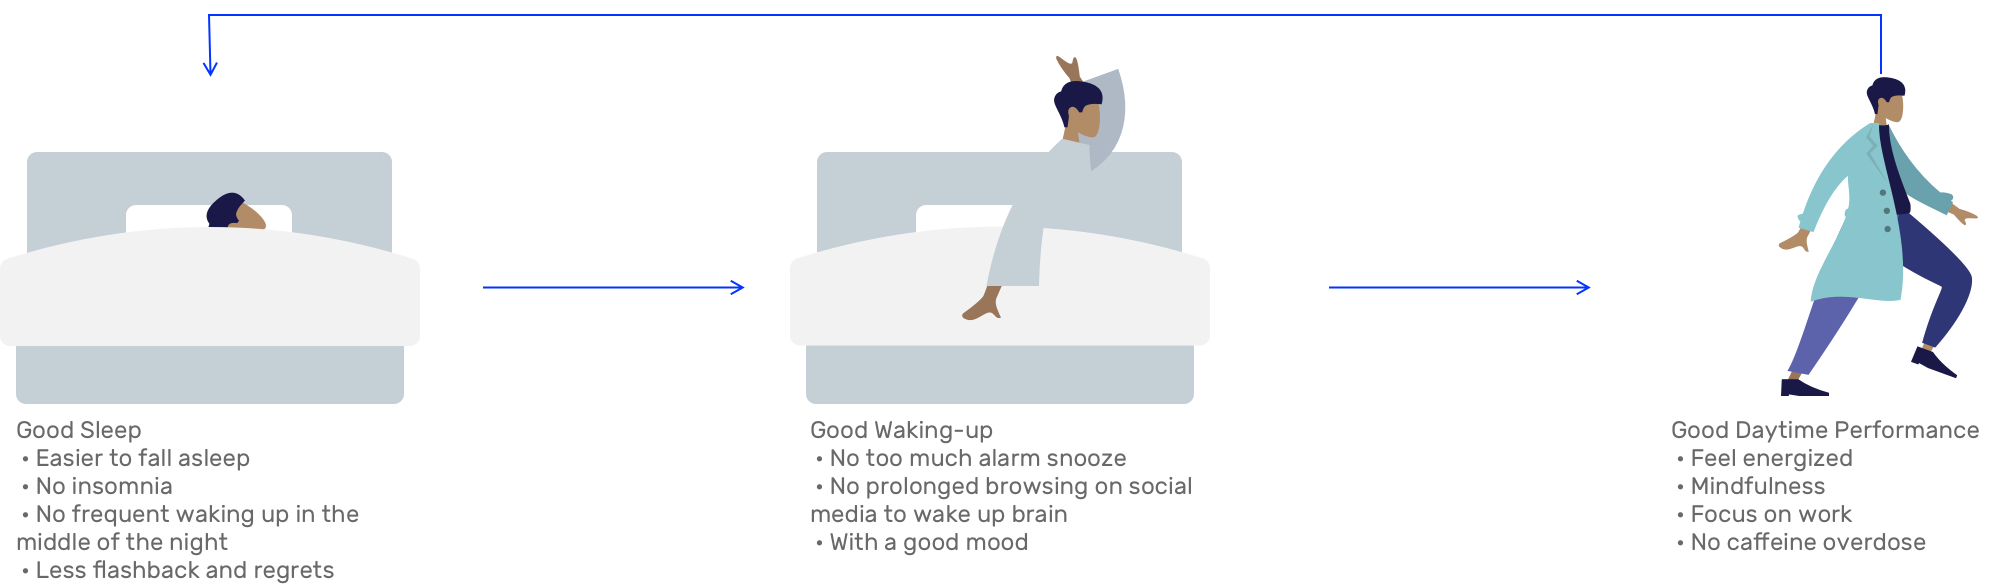 Good Sleep
• Easier to fall asleep
• No insomnia
• No frequent waking up in the
middle of the night
• Less flashback and regrets
Good Waking-up
• No too much alarm snooze
• No prolonged browsing on social
media to wake up brain
• With a good mood
Good Daytime Performance
• Feel energized
• Mindfulness
• Focus on work
• No caffeine overdose